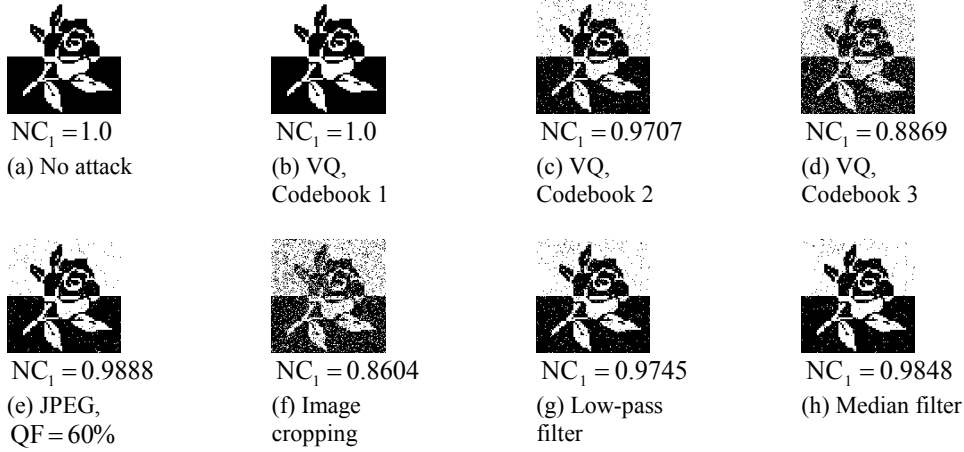 NC₁ = 1.0
(a) No attack
NC₁ = 1.0
(b) VQ,
Codebook 1
NC₁ = 0.9707
(c) VQ,
Codebook 2
NC₁ = 0.8869
(d) VQ,
Codebook 3
NC₁ = 0.9888
(e) JPEG,
QF = 60%
NC₁ = 0.8604
(f) Image
cropping
NC₁ = 0.9745
(g) Low-pass
filter
NC₁ = 0.9848
(h) Median filter